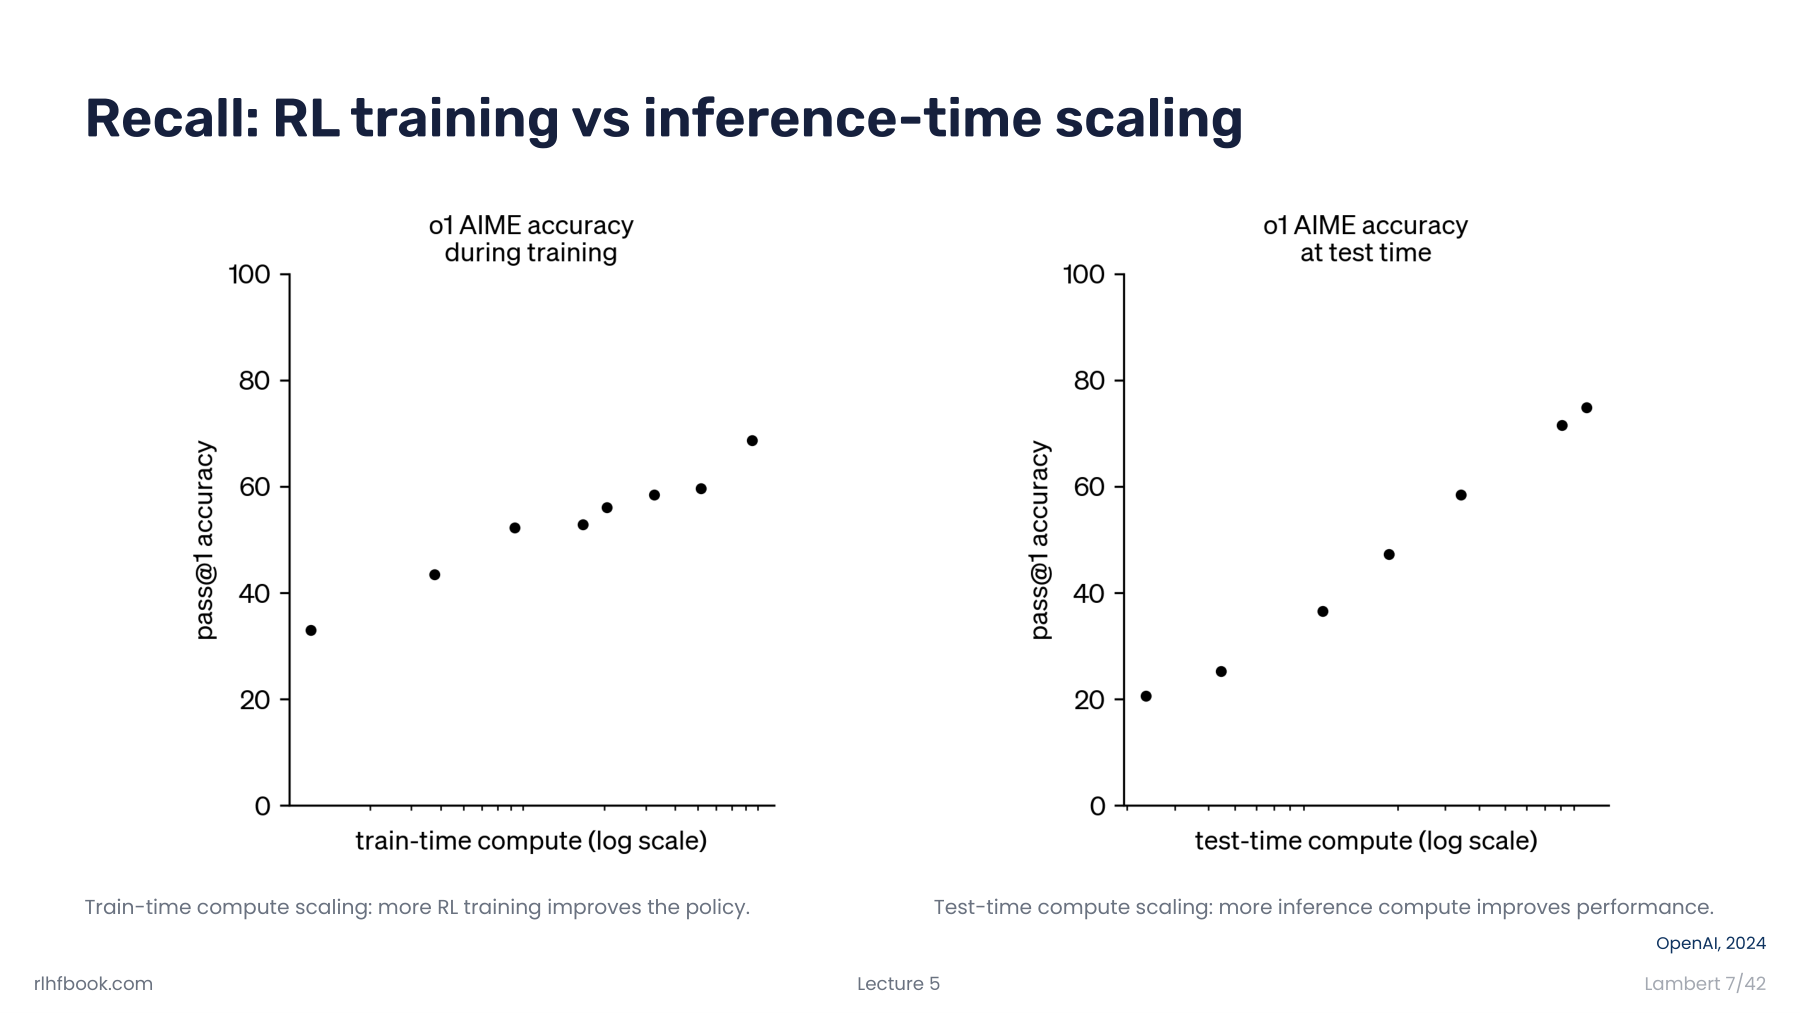 Recall: RL training vs inference-time scaling
o1 AIME accuracy
during training
100
80
60
40
20
0
pass@1 accuracy
train-time compute (log scale)
o1 AIME accuracy
at test time
100
80
60
40
20
0
pass@1 accuracy
test-time compute (log scale)
Train-time compute scaling: more RL training improves the policy.
Test-time compute scaling: more inference compute improves performance.
OpenAI, 2024
rlhfbook.com
Lecture 5
Lambert 7/42